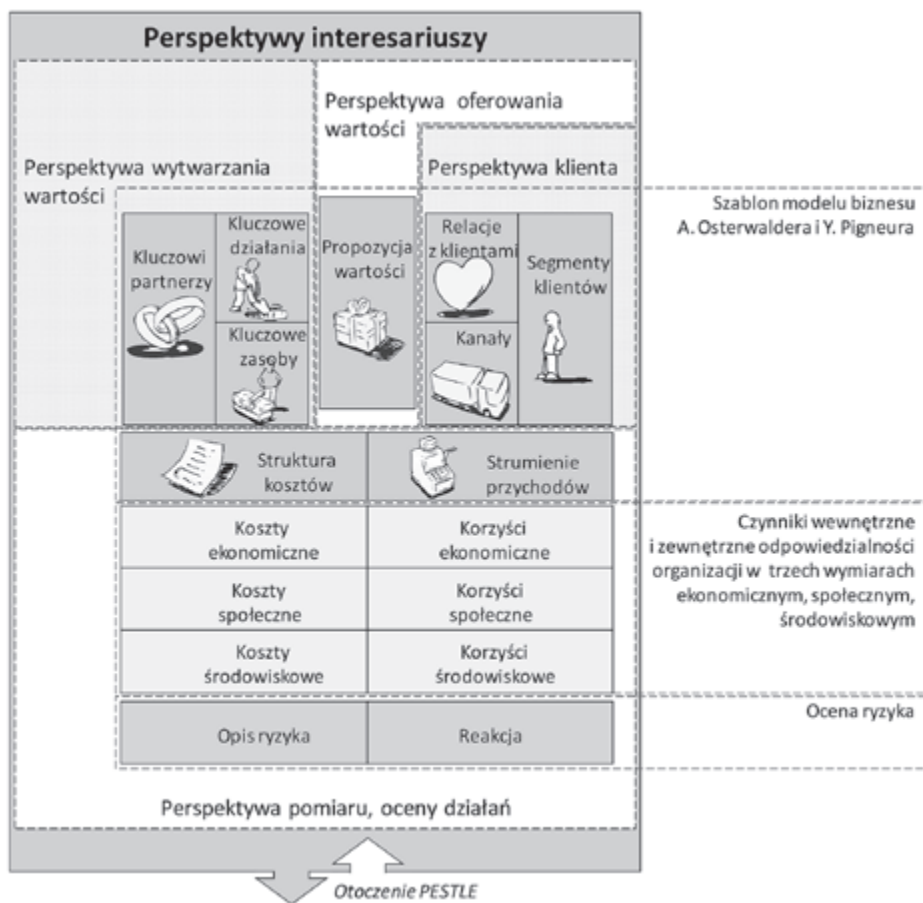 Perspektywy interesariuszy
Perspektywa oferowania
wartości
Perspektywa wytwarzania
wartości
Perspektywa klienta
Szablon modelu biznesu
A. Osterwaldera i Y. Pigneura
Kluczowi
partnerzy
Kluczowe
działania
Kluczowe
zasoby
Propozycja
wartości
Relacje
z klientami
Kanały
Segmenty
klientów
Struktura
kosztów
Strumienie
przychodów
Koszty
ekonomiczne
Korzyści
ekonomiczne
Koszty
społeczne
Korzyści
społeczne
Koszty
środowiskowe
Korzyści
środowiskowe
Czynniki wewnętrzne
i zewnętrzne odpowiedzialności
organizacji w trzech wymiarach
ekonomicznym, społecznym,
środowiskowym
Opis ryzyka
Reakcja
Ocena ryzyka
Perspektywa pomiaru, oceny działań
Otoczenie PESTLE